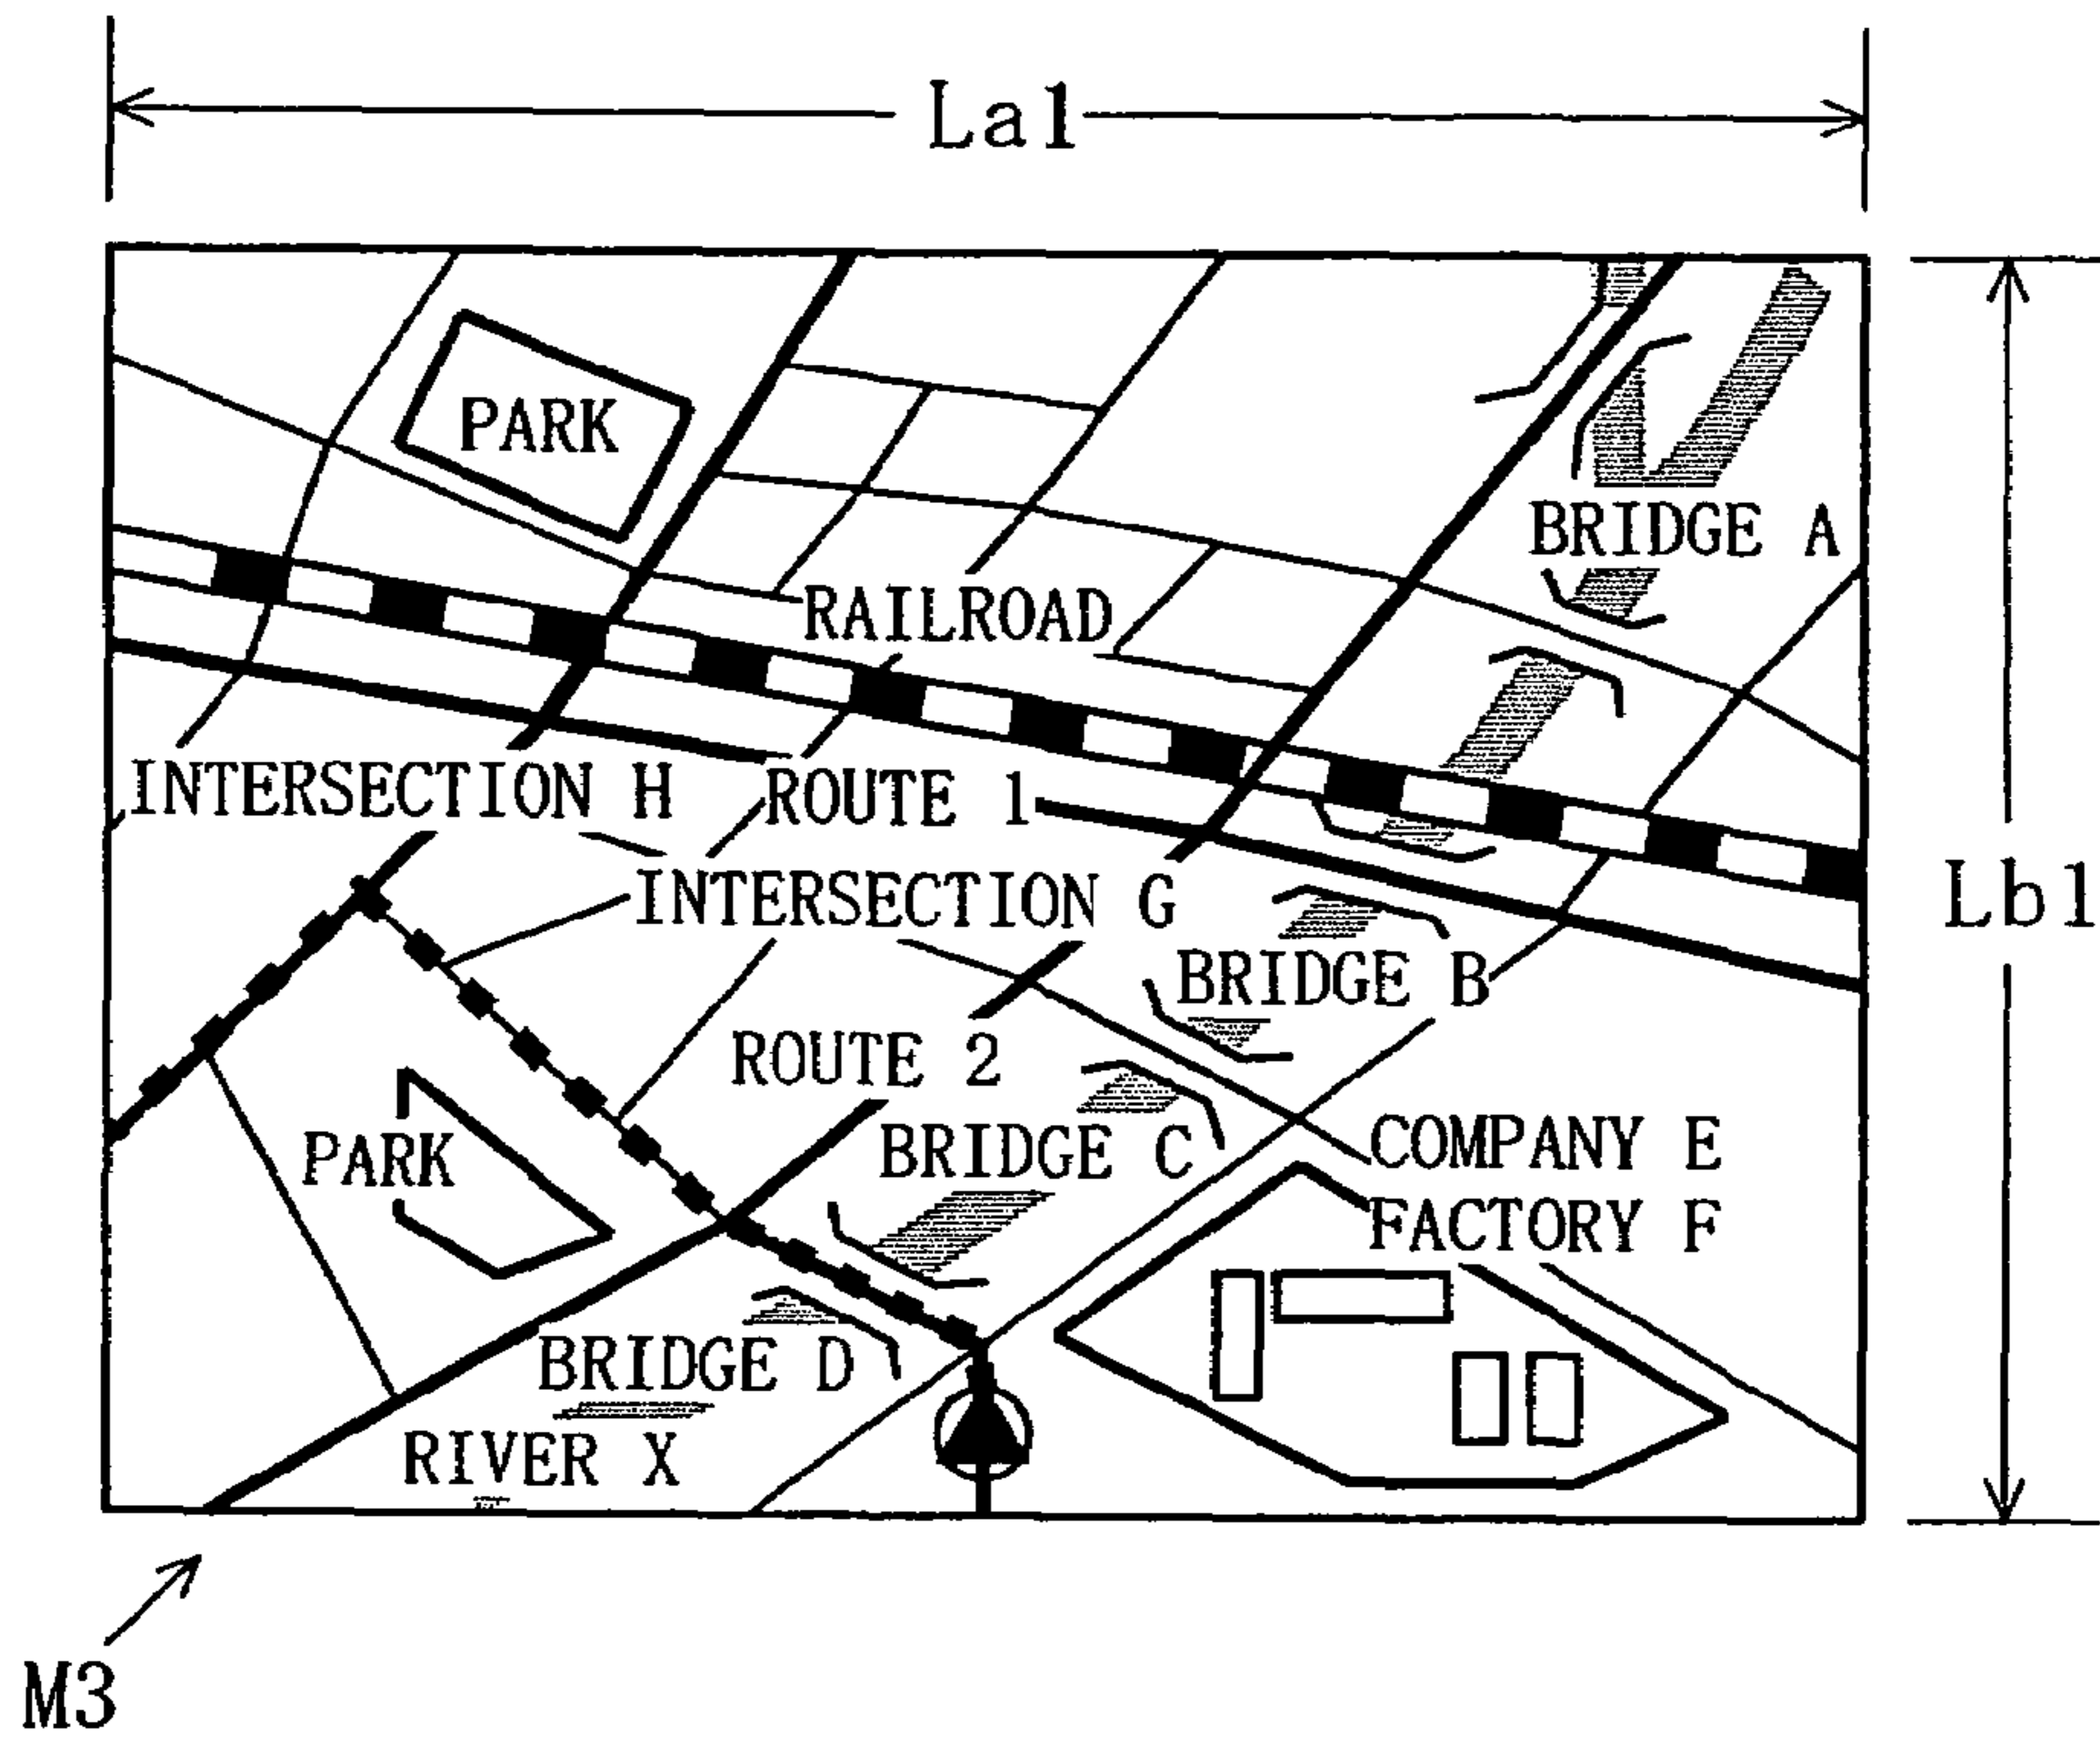 La1
PARK
BRIDGE A
RAILROAD
INTERSECTION H
ROUTE 1
INTERSECTION G
Lb1
BRIDGE B
ROUTE 2
PARK
BRIDGE C
COMPANY E
FACTORY F
BRIDGE D
RIVER X
M3